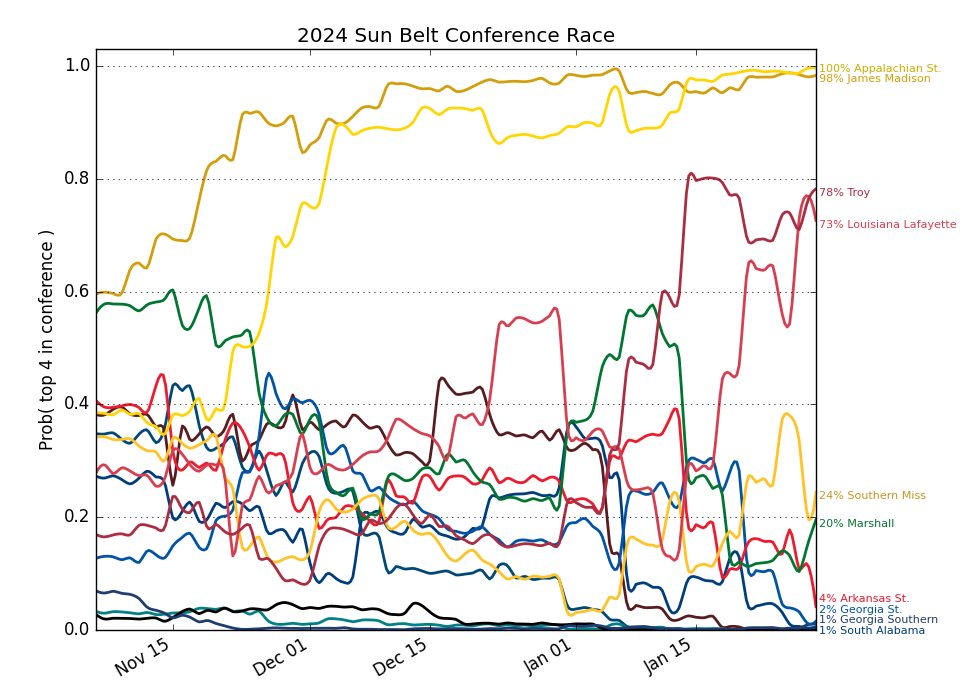 2024 Sun Belt Conference Race
Prob( top 4 in conference )
1.0
0.8
0.6
0.4
0.2
0.0
Nov 15
Dec 01
Dec 15
Jan 01
Jan 15
100% Appalachian St.
98% James Madison
78% Troy
73% Louisiana Lafayette
24% Southern Miss
20% Marshall
4% Arkansas St.
2% Georgia St.
1% Georgia Southern
1% South Alabama